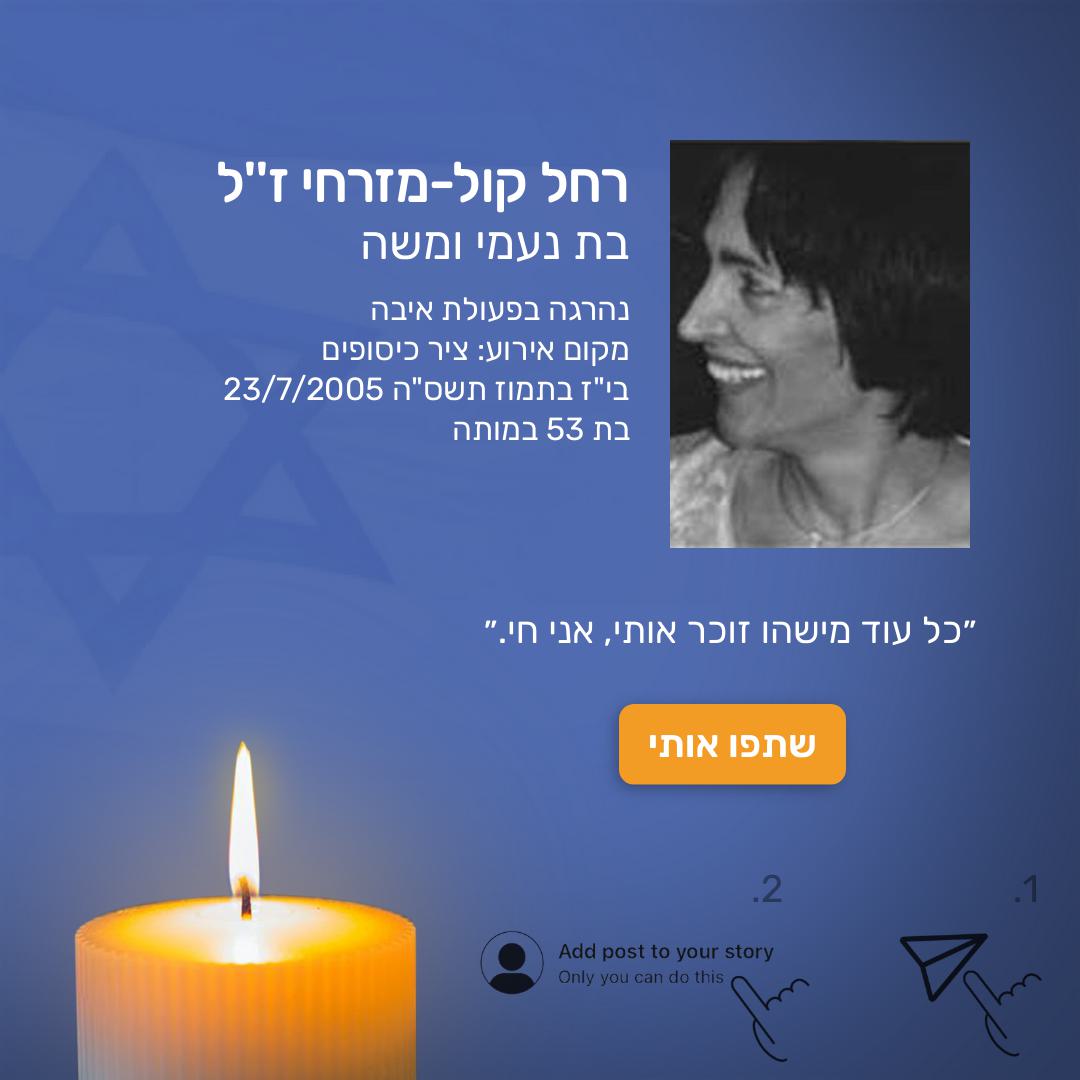 רחל קול-מזרחי ז"ל
בת נעמי ומשה
נהרגה בפעולת איבה
מקום אירוע: ציר כיסופים
בי"ז בתמוז תשס"ה 23/7/2005
בת 53 במותה
״כל עוד מישהו זוכר אותי, אני חי.״
שתפו אותי
.1
.2
Add post to your story
Only you can do this